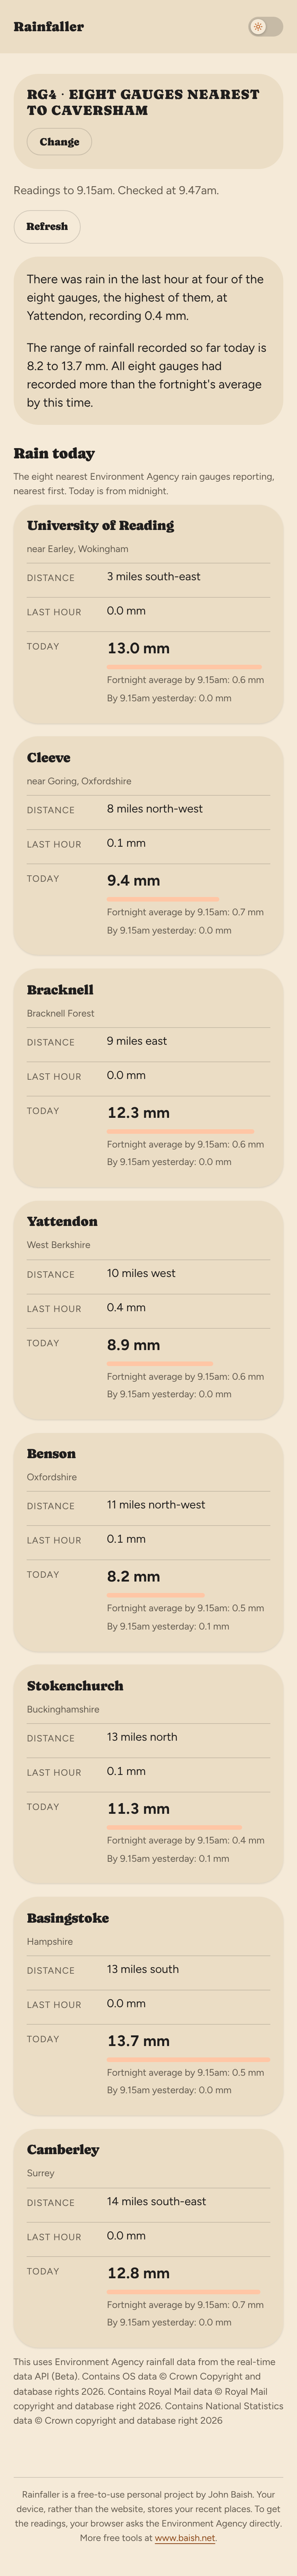 Rainfaller
RG4 · EIGHT GAUGES NEAREST
TO CAVERSHAM
Change
Readings to 9.15am. Checked at 9.47am.
Refresh
There was rain in the last hour at four of the
eight gauges, the highest of them, at
Yattendon, recording 0.4 mm.
The range of rainfall recorded so far today is
8.2 to 13.7 mm. All eight gauges had
recorded more than the fortnight's average
by this time.
Rain today
The eight nearest Environment Agency rain gauges reporting,
nearest first. Today is from midnight.
University of Reading
near Earley, Wokingham
DISTANCE 3 miles south-east
LAST HOUR 0.0 mm
TODAY 13.0 mm
Fortnight average by 9.15am: 0.6 mm
By 9.15am yesterday: 0.0 mm
Cleeve
near Goring, Oxfordshire
DISTANCE 8 miles north-west
LAST HOUR 0.1 mm
TODAY 9.4 mm
Fortnight average by 9.15am: 0.7 mm
By 9.15am yesterday: 0.0 mm
Bracknell
Bracknell Forest
DISTANCE 9 miles east
LAST HOUR 0.0 mm
TODAY 12.3 mm
Fortnight average by 9.15am: 0.6 mm
By 9.15am yesterday: 0.0 mm
Yattendon
West Berkshire
DISTANCE 10 miles west
LAST HOUR 0.4 mm
TODAY 8.9 mm
Fortnight average by 9.15am: 0.6 mm
By 9.15am yesterday: 0.0 mm
Benson
Oxfordshire
DISTANCE 11 miles north-west
LAST HOUR 0.1 mm
TODAY 8.2 mm
Fortnight average by 9.15am: 0.5 mm
By 9.15am yesterday: 0.1 mm
Stokenchurch
Buckinghamshire
DISTANCE 13 miles north
LAST HOUR 0.1 mm
TODAY 11.3 mm
Fortnight average by 9.15am: 0.4 mm
By 9.15am yesterday: 0.1 mm
Basingstoke
Hampshire
DISTANCE 13 miles south
LAST HOUR 0.0 mm
TODAY 13.7 mm
Fortnight average by 9.15am: 0.5 mm
By 9.15am yesterday: 0.0 mm
Camberley
Surrey
DISTANCE 14 miles south-east
LAST HOUR 0.0 mm
TODAY 12.8 mm
Fortnight average by 9.15am: 0.7 mm
By 9.15am yesterday: 0.0 mm
This uses Environment Agency rainfall data from the real-time
data API (Beta). Contains OS data © Crown Copyright and
database rights 2026. Contains Royal Mail data © Royal Mail
copyright and database right 2026. Contains National Statistics
data © Crown copyright and database right 2026
Rainfaller is a free-to-use personal project by John Baish. Your
device, rather than the website, stores your recent places. To get
the readings, your browser asks the Environment Agency directly.
More free tools at www.baish.net.